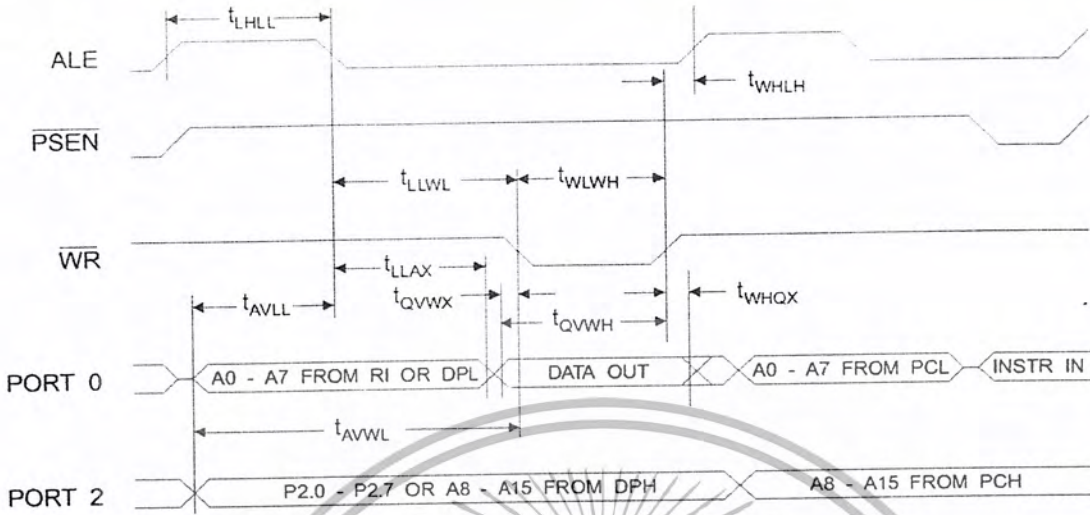 tLHLL
ALE
tWHLH
PSEN
tLLWL
tWLWH
WR
tLLAX
tAVLL
tQVWX
tWHQX
tQVWH
PORT 0
A0 - A7 FROM RI OR DPL
DATA OUT
A0 - A7 FROM PCL
INSTR IN
tAVWL
PORT 2
P2.0 - P2.7 OR A8 - A15 FROM DPH
A8 - A15 FROM PCH